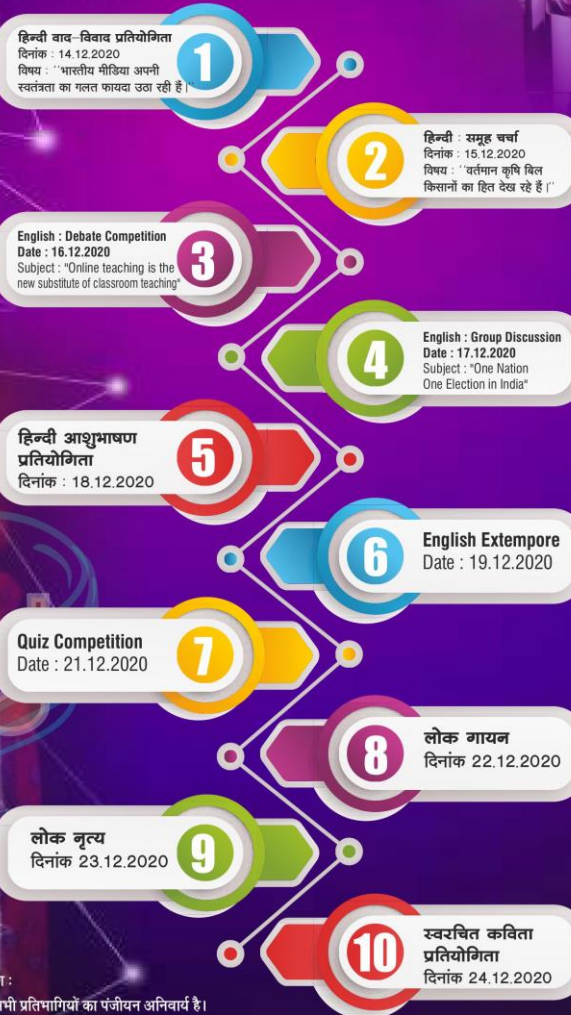 हिन्दी वाद–विवाद प्रतियोगिता
दिनांक : 14.12.2020
विषय : ‘‘भारतीय मीडिया अपनी
स्वतंत्रता का गलत फायदा उठा रही हैं।’’
1
हिन्दी : समूह चर्चा
दिनांक : 15.12.2020
विषय : ‘‘वर्तमान कृषि बिल
किसानों का हित देख रहे हैं।’’
2
English : Debate Competition
Date : 16.12.2020
Subject : "Online teaching is the
new substitute of classroom teaching"
3
English : Group Discussion
Date : 17.12.2020
Subject : "One Nation
One Election in India"
4
हिन्दी आशुभाषण
प्रतियोगिता
दिनांक : 18.12.2020
5
English Extempore
Date : 19.12.2020
6
Quiz Competition
Date : 21.12.2020
7
लोक गायन
दिनांक 22.12.2020
8
लोक नृत्य
दिनांक 23.12.2020
9
स्वरचित कविता
प्रतियोगिता
दिनांक 24.12.2020
10
प्रतिभागियों का पंजीयन अनिवार्य है।